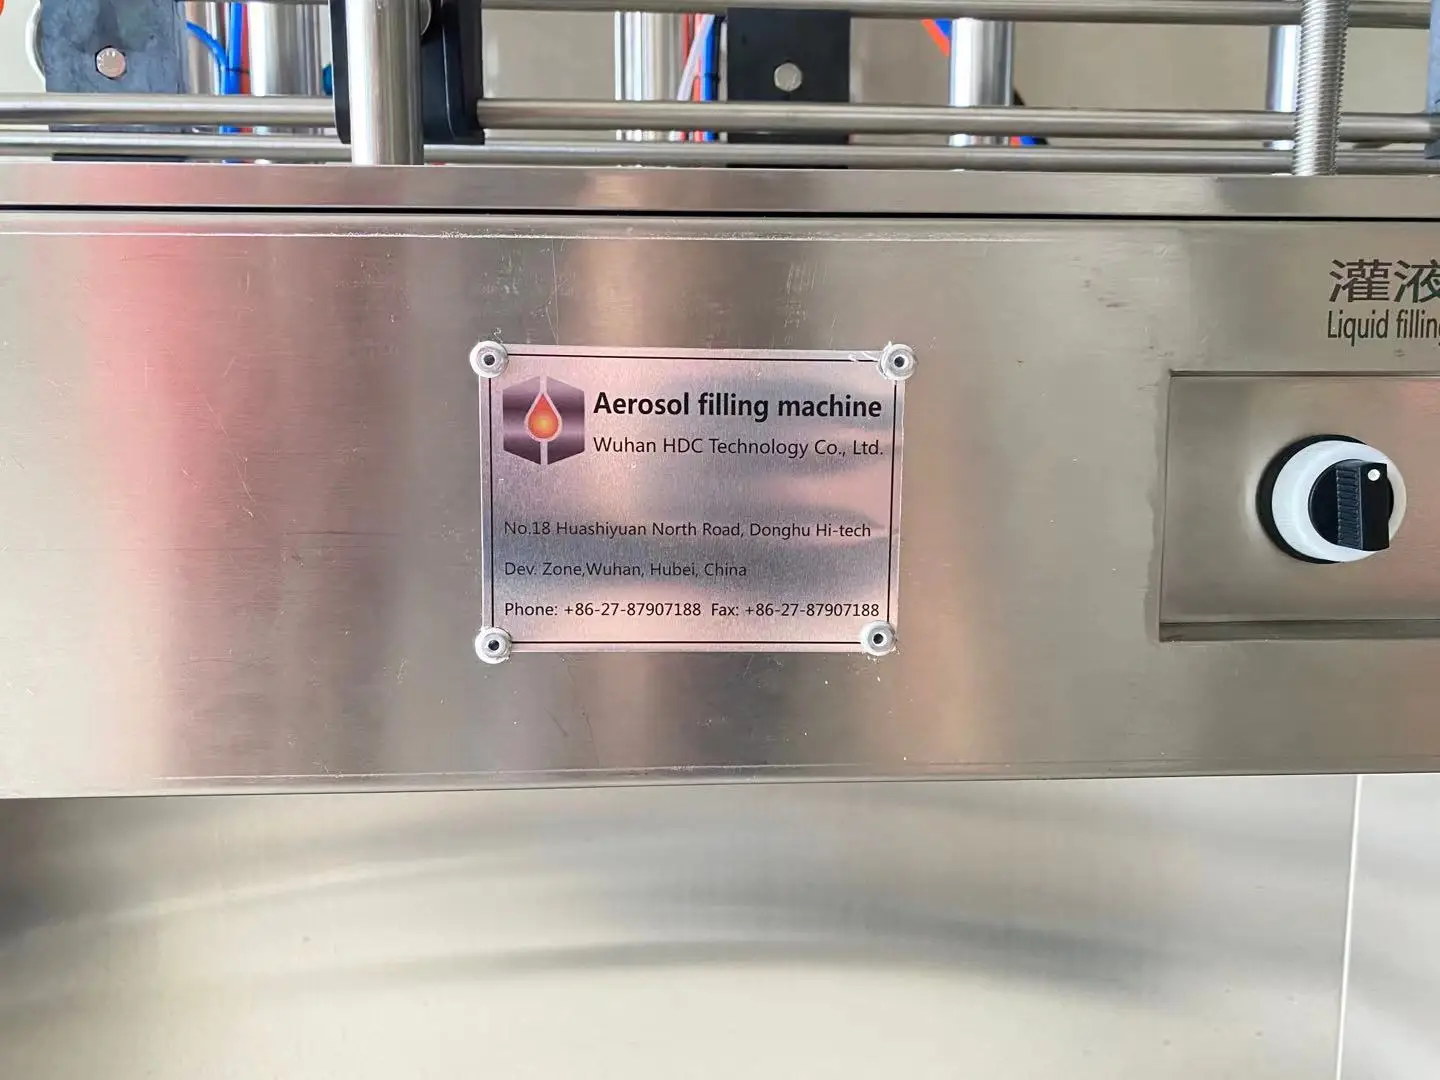 Aerosol filling machine
Wuhan HDC Technology Co., Ltd.
No.18 Huashiyuan North Road, Donghu Hi-tech
Dev. Zone,Wuhan, Hubei, China
Phone: +86-27-87907188 Fax: +86-27-87907188
灌液
Liquid filling